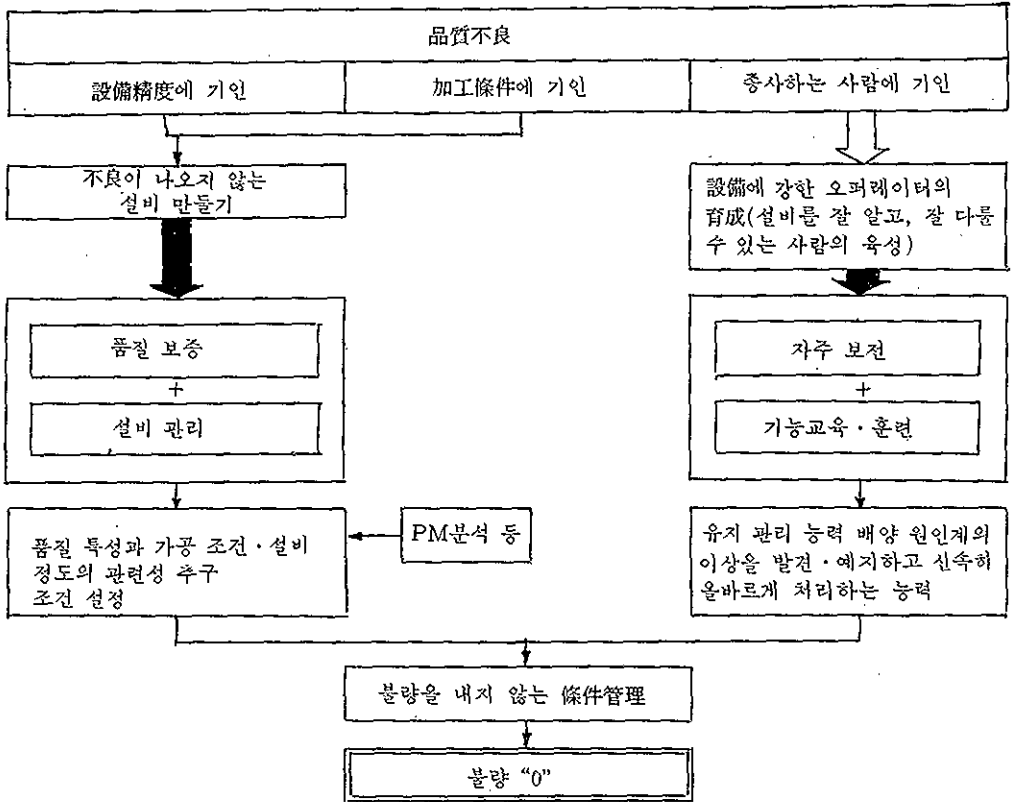 品質不良
設備精度에 기인
加工條件에 기인
종사하는 사람에 기인
不良이 나오지 않는
설비 만들기
設備에 강한 오퍼레이터의
育成(설비를 잘 알고, 잘 다룰
수 있는 사람의 육성)
품질 보증
+
설비 관리
자주 보전
+
기능교육·훈련
품질 특성과 가공 조건·설비
정도의 관련성 추구
조건 설정
PM분석 등
유지 관리 능력 배양 원인계의
이상을 발견·예지하고 신속히
올바르게 처리하는 능력
불량을 내지 않는 條件管理
불량 “0”